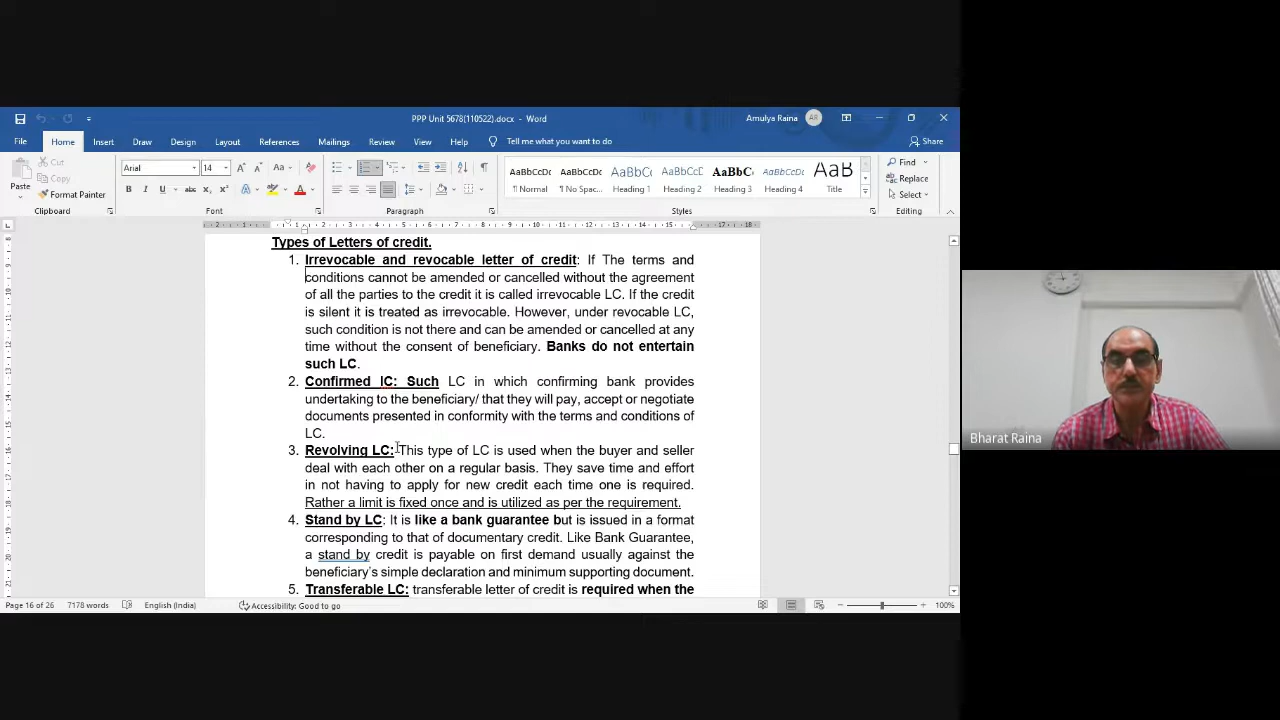 PPP Unit 5678(110522).docx - Word
Amulya Raina
AR
File Home Insert Draw Design Layout References Mailings Review View Help Tell me what you want to do
Share
Paste
Cut
Copy
Format Painter
Clipboard
Arial 14
Font
Paragraph
AaBbCcDc AaBbCcDc AaBbC( AaBbCcD AaBbC. AaBbCcDc AaB
¶ Normal ¶ No Spac... Heading 1 Heading 2 Heading 3 Heading 4 Title
Styles
Find
Replace
Select
Editing
Types of Letters of credit.
1. Irrevocable and revocable letter of credit: If The terms and
conditions cannot be amended or cancelled without the agreement
of all the parties to the credit it is called irrevocable LC. If the credit
is silent it is treated as irrevocable. However, under revocable LC,
such condition is not there and can be amended or cancelled at any
time without the consent of beneficiary. Banks do not entertain
such LC.
2. Confirmed lC: Such LC in which confirming bank provides
undertaking to the beneficiary/ that they will pay, accept or negotiate
documents presented in conformity with the terms and conditions of
LC.
3. Revolving LC: This type of LC is used when the buyer and seller
deal with each other on a regular basis. They save time and effort
in not having to apply for new credit each time one is required.
Rather a limit is fixed once and is utilized as per the requirement.
4. Stand by LC: It is like a bank guarantee but is issued in a format
corresponding to that of documentary credit. Like Bank Guarantee,
a stand by credit is payable on first demand usually against the
beneficiary's simple declaration and minimum supporting document.
5. Transferable LC: transferable letter of credit is required when the
Page 16 of 26 7178 words English (India) Accessibility: Good to go 100%
Bharat Raina